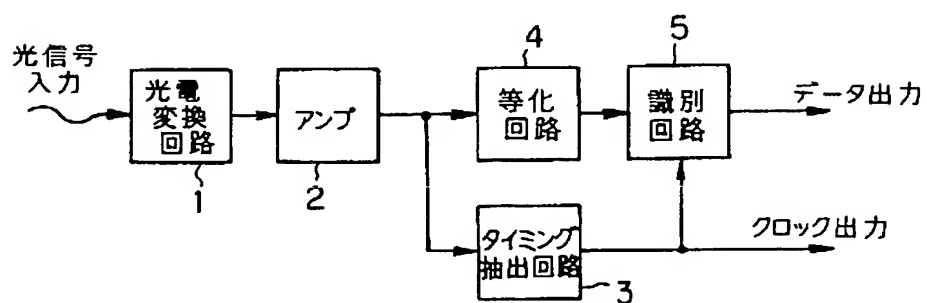 光信号
入力
光電
変換
回路
1
アンプ
2
4
等化
回路
5
識別
回路
データ出力
タイミング
抽出回路
3
クロック出力